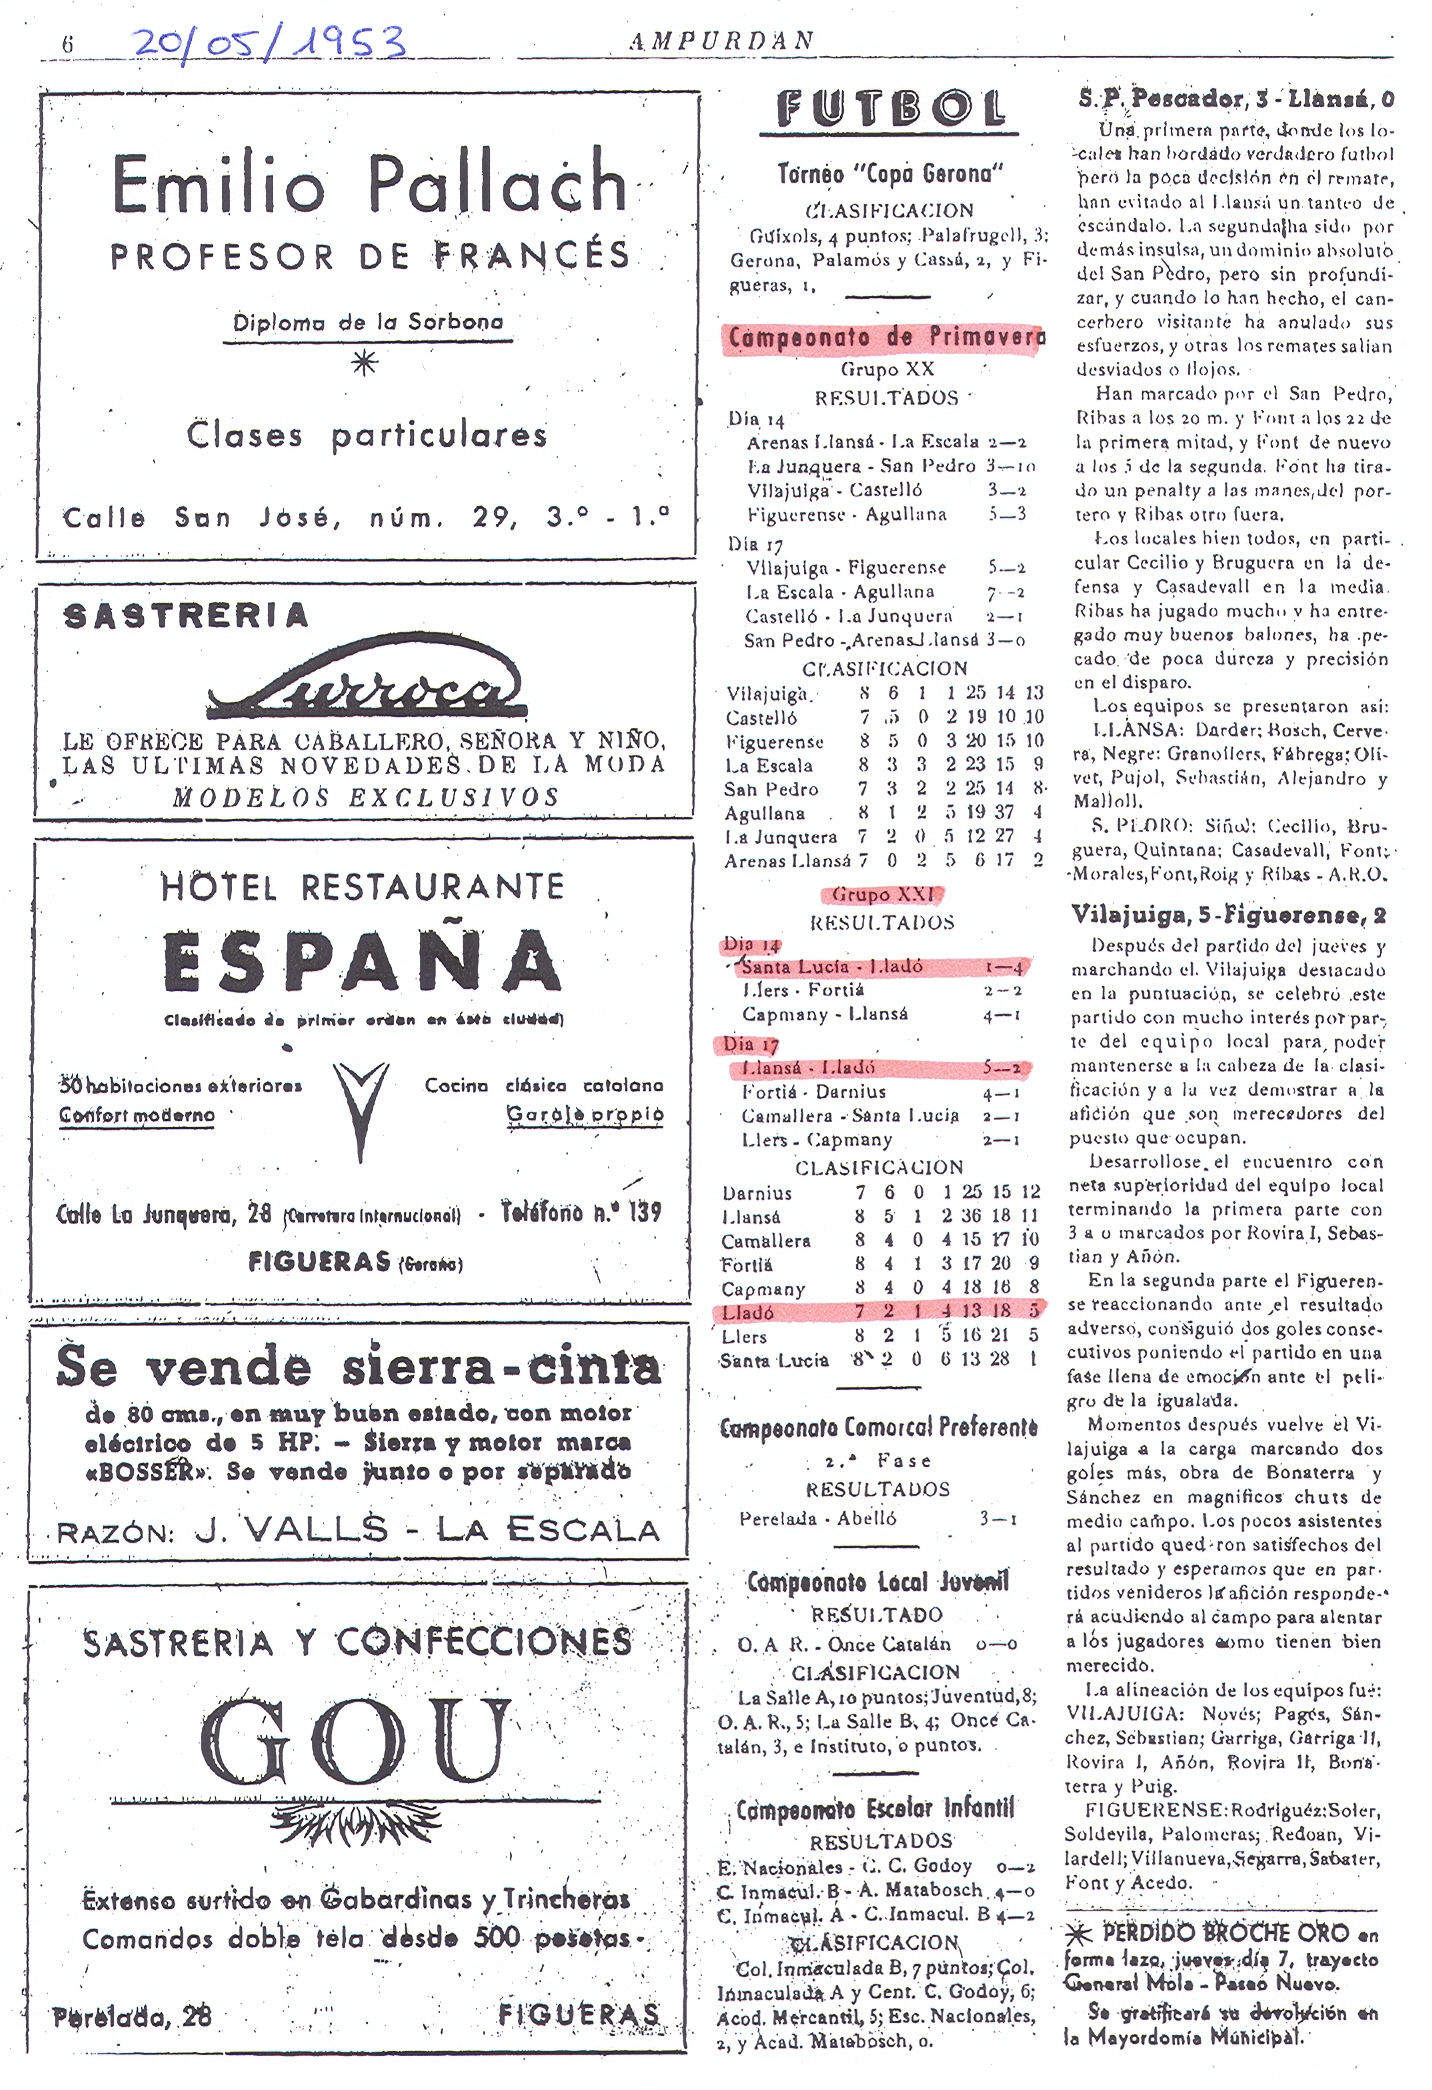 6
20/05/1953
AMPURDAN
Emilio Pallach
PROFESOR DE FRANCÉS
Diploma de la Sorbona
Clases particulares
Calle San José, núm. 29, 3.º - 1.ª
SASTRERIA
Surroca
LE OFRECE PARA CABALLERO, SEÑORA Y NIÑO,
LAS ULTIMAS NOVEDADES DE LA MODA
MODELOS EXCLUSIVOS
HOTEL RESTAURANTE
ESPAÑA
Clasificado de primer orden en ésta ciudad)
50 habitaciones exteriores
Confort moderno
Cocina clásica catalana
Garaje propio
Calle La Junquera, 28 (Carretera Internacional) - Teléfono n.º 139
FIGUERAS (Gerona)
Se vende sierra-cinta
de 80 cms., en muy buen estado, con motor
eléctrico de 5 HP. - Sierra y motor marca
«BOSSER». Se vende junto o por separado
RAZÓN: J. VALLS - LA ESCALA
SASTRERIA Y CONFECCIONES
GOU
Extenso surtido en Gabardinas y Trincheras
Comandos doble tela desde 500 pesetas
Perelada, 28 FIGUERAS
FUTBOL
Torneo "Copa Gerona"
CLASIFICACION
Guíxols, 4 puntos; Palafrugell, 3;
Gerona, Palamós y Cassá, 2, y Fi-
gueras, 1.
Campeonato de Primavera
Grupo XX
RESULTADOS
Día 14
Arenas Llansá - La Escala 2—2
La Junquera - San Pedro 3—10
Vilajuiga - Castelló 3—2
Figuerense - Agullana 5—3
Día 17
Vilajuiga - Figuerense 5—2
La Escala - Agullana 7—2
Castelló - La Junquera 2—1
San Pedro - Arenas Llansá 3—0
CLASIFICACION
Vilajuiga 8 6 1 1 25 14 13
Castelló 7 5 0 2 19 10 10
Figuerense 8 5 0 3 20 15 10
La Escala 8 3 3 2 23 15 9
San Pedro 7 3 2 2 25 14 8
Agullana 8 1 2 5 19 37 4
La Junquera 7 2 0 5 12 27 4
Arenas Llansá 7 0 2 5 6 17 2
Grupo XXI
RESULTADOS
Día 14
Santa Lucía - Lladó 1—4
Llers - Fortiá 2—2
Capmany - Llansá 4—1
Día 17
Llansá - Lladó 5—2
Fortiá - Darnius 4—1
Camallera - Santa Lucía 2—1
Llers - Capmany 2—1
CLASIFICACION
Darnius 7 6 0 1 25 15 12
Llansá 8 5 1 2 36 18 11
Camallera 8 4 0 4 15 17 10
Fortiá 8 4 1 3 17 20 9
Capmany 8 4 0 4 18 16 8
Lladó 7 2 1 4 13 18 5
Llers 8 2 1 5 16 21 5
Santa Lucía 8 2 0 6 13 28 1
Campeonato Comarcal Preferente
2.ª Fase
RESULTADOS
Perelada - Abelló 3—1
Campeonato Local Juvenil
RESULTADO
O. A R. - Once Catalán 0—0
CLASIFICACION
La Salle A, 10 puntos; Juventud, 8;
O. A. R., 5; La Salle B, 4; Once Ca-
talán, 3, e Instituto, 0 puntos.
Campeonato Escolar Infantil
RESULTADOS
E. Nacionales - C. C. Godoy 0—2
C. Inmacul. B - A. Matabosch 4—0
C. Inmacul. A - C. Inmacul. B 4—2
CLASIFICACION
Col. Inmaculada B, 7 puntos; Col.
Inmaculada A y Cent. C. Godoy, 6;
Acod. Mercantil, 5; Esc. Nacionales,
2, y Acad. Matabosch, 0.
S. P. Pescador, 3 - Llansá, 0
Una primera parte, donde los lo-
cales han bordado verdadero futbol
pero la poca decisión en el remate,
han evitado al Llansá un tanteo de
escándalo. La segunda ha sido por
demás insulsa, un dominio absoluto
del San Pedro, pero sin profundi-
zar, y cuando lo han hecho, el can-
cerbero visitante ha anulado sus
esfuerzos, y otras los remates salían
desviados o flojos.
Han marcado por el San Pedro,
Ribas a los 20 m. y Font a los 22 de
la primera mitad, y Font de nuevo
a los 5 de la segunda. Font ha tira-
do un penalty a las manos del por-
tero y Ribas otro fuera.
Los locales bien todos, en parti-
cular Cecilio y Bruguera en la de-
fensa y Casadevall en la media.
Ribas ha jugado mucho y ha entre-
gado muy buenos balones, ha pe-
cado de poca dureza y precisión
en el disparo.
Los equipos se presentaron así:
LLANSA: Darder; Bosch, Cerve-
ra, Negre; Granollers, Fábrega; Oli-
vet, Pujol, Sebastián, Alejandro y
Malloll.
S. PEDRO: Siñol; Cecilio, Bru-
guera, Quintana; Casadevall, Font;
Morales, Font, Roig y Ribas - A.R.O.
Vilajuiga, 5 - Figuerense, 2
Después del partido del jueves y
marchando el Vilajuiga destacado
en la puntuación, se celebró este
partido con mucho interés por par-
te del equipo local para poder
mantenerse a la cabeza de la clasi-
ficación y a la vez demostrar a la
afición que son merecedores del
puesto que ocupan.
Desarrollose el encuentro con
neta superioridad del equipo local
terminando la primera parte con
3 a 0 marcados por Rovira I, Sebas-
tian y Añón.
En la segunda parte el Figueren-
se reaccionando ante el resultado
adverso, consiguió dos goles conse-
cutivos poniendo el partido en una
fase llena de emoción ante el peli-
gro de la igualada.
Momentos después vuelve el Vi-
lajuiga a la carga marcando dos
goles más, obra de Bonaterra y
Sánchez en magníficos chuts de
medio campo. Los pocos asistentes
al partido quedaron satisfechos del
resultado y esperamos que en par-
tidos venideros la afición responde-
rá acudiendo al campo para alentar
a los jugadores como tienen bien
merecido.
La alineación de los equipos fué:
VILAJUIGA: Novés; Pagés, Sán-
chez, Sebastian; Garriga, Garriga II,
Rovira I, Añón, Rovira II, Bona-
terra y Puig.
FIGUERENSE: Rodriguéz; Soler,
Soldevila, Palomeras; Redoan, Vi-
lardell; Villanueva, Segarra, Sabater,
Font y Acedo.
PERDIDO BROCHE ORO en
forma lazo, jueves día 7, trayecto
General Mola - Paseo Nuevo.
Se gratificará su devolución en
la Mayordomía Municipal.